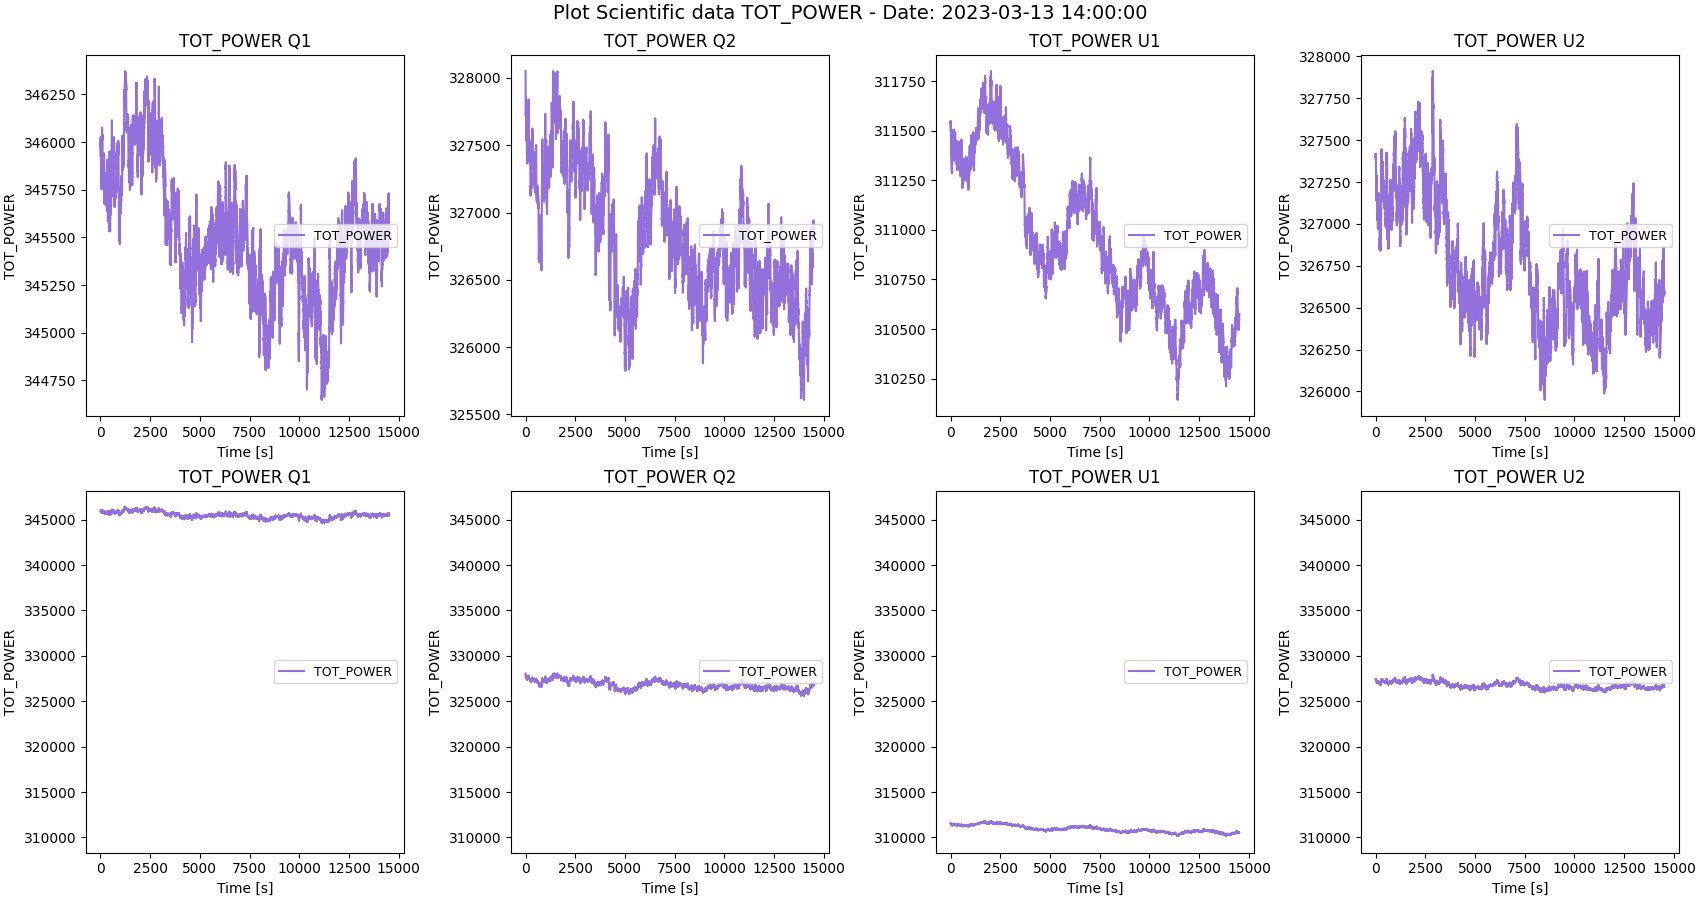 Plot Scientific data TOT_POWER - Date: 2023-03-13 14:00:00
TOT_POWER Q1
TOT_POWER
346250
346000
345750
345500
345250
345000
344750
TOT_POWER
0 2500 5000 7500 10000 12500 15000
Time [s]
TOT_POWER Q2
TOT_POWER
328000
327500
327000
326500
326000
325500
TOT_POWER
0 2500 5000 7500 10000 12500 15000
Time [s]
TOT_POWER U1
TOT_POWER
311750
311500
311250
311000
310750
310500
310250
TOT_POWER
0 2500 5000 7500 10000 12500 15000
Time [s]
TOT_POWER U2
TOT_POWER
328000
327750
327500
327250
327000
326750
326500
326250
326000
TOT_POWER
0 2500 5000 7500 10000 12500 15000
Time [s]
TOT_POWER Q1
TOT_POWER
345000
340000
335000
330000
325000
320000
315000
310000
TOT_POWER
0 2500 5000 7500 10000 12500 15000
Time [s]
TOT_POWER Q2
TOT_POWER
345000
340000
335000
330000
325000
320000
315000
310000
TOT_POWER
0 2500 5000 7500 10000 12500 15000
Time [s]
TOT_POWER U1
TOT_POWER
345000
340000
335000
330000
325000
320000
315000
310000
TOT_POWER
0 2500 5000 7500 10000 12500 15000
Time [s]
TOT_POWER U2
TOT_POWER
345000
340000
335000
330000
325000
320000
315000
310000
TOT_POWER
0 2500 5000 7500 10000 12500 15000
Time [s]